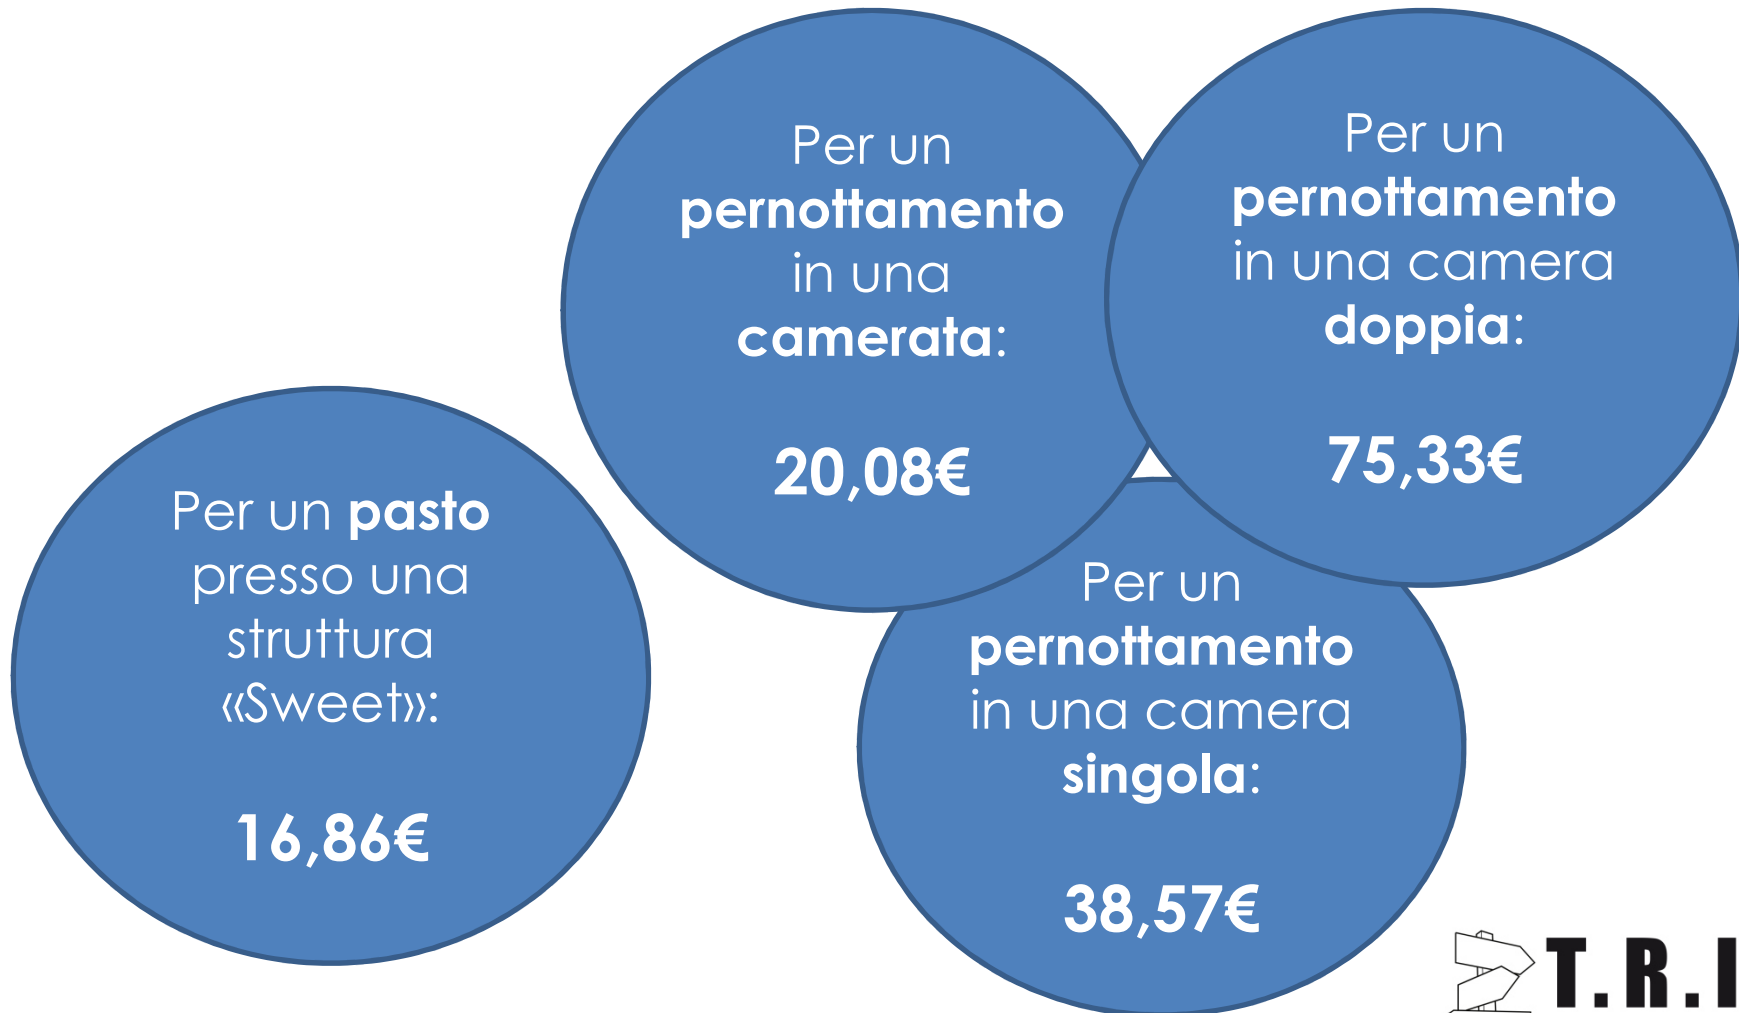 Per un
pernottamento
in una
camerata:
20,08€
Per un
pernottamento
in una camera
doppia:
75,33€
Per un pasto
presso una
struttura
«Sweet»:
16,86€
Per un
pernottamento
in una camera
singola:
38,57€
T.R.I